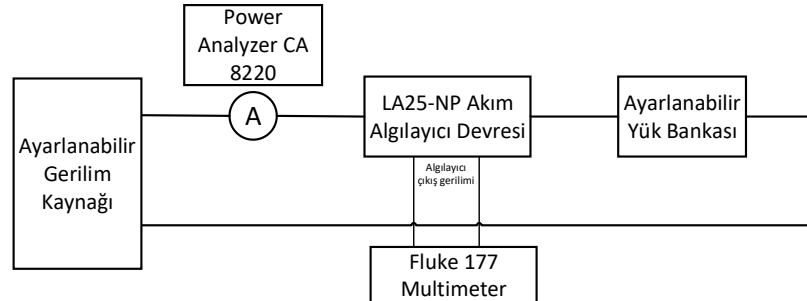 Power
Analyzer CA
8220
Ayarlanabilir
Gerilim
Kaynağı
A
LA25-NP Akım
Algılayıcı Devresi
Ayarlanabilir
Yük Bankası
Algılayıcı
çıkış gerilimi
Fluke 177
Multimeter